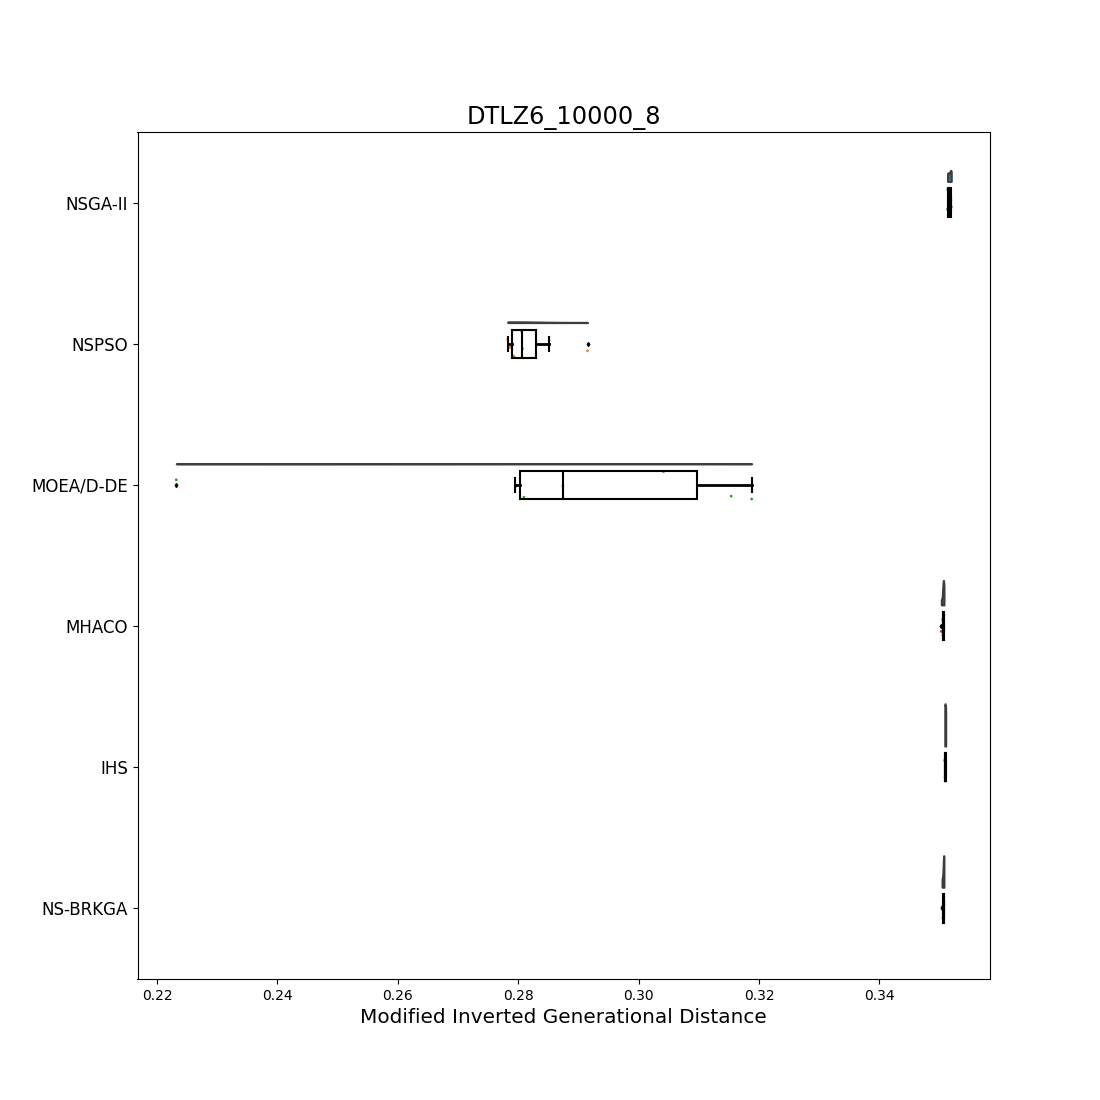 DTLZ6_10000_8
NSGA-II
NSPSO
MOEA/D-DE
MHACO
IHS
NS-BRKGA
0.22 0.24 0.26 0.28 0.30 0.32 0.34
Modified Inverted Generational Distance